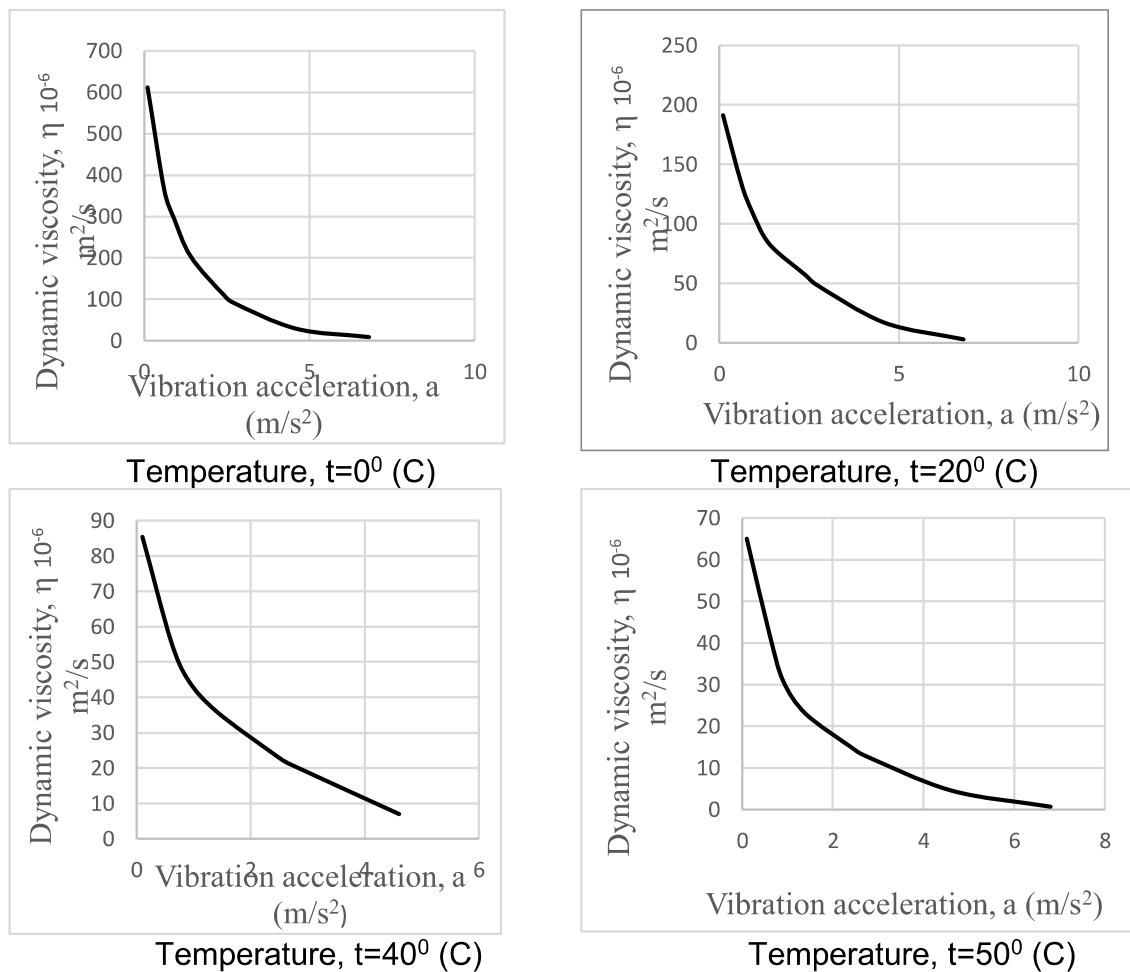 Dynamic viscosity, η 10⁻⁶
m²/s
700
600
500
400
300
200
100
0
0
5
10
Vibration acceleration, a
(m/s²)
Temperature, t=0⁰ (C)
Dynamic viscosity, η 10⁻⁶
m²/s
250
200
150
100
50
0
0
5
10
Vibration acceleration, a (m/s²)
Temperature, t=20⁰ (C)
Dynamic viscosity, η 10⁻⁶
m²/s
90
80
70
60
50
40
30
20
10
0
0
2
4
6
Vibration acceleration, a
(m/s²)
Temperature, t=40⁰ (C)
Dynamic viscosity, η 10⁻⁶
m²/s
70
60
50
40
30
20
10
0
0
2
4
6
8
Vibration acceleration, a (m/s²)
Temperature, t=50⁰ (C)